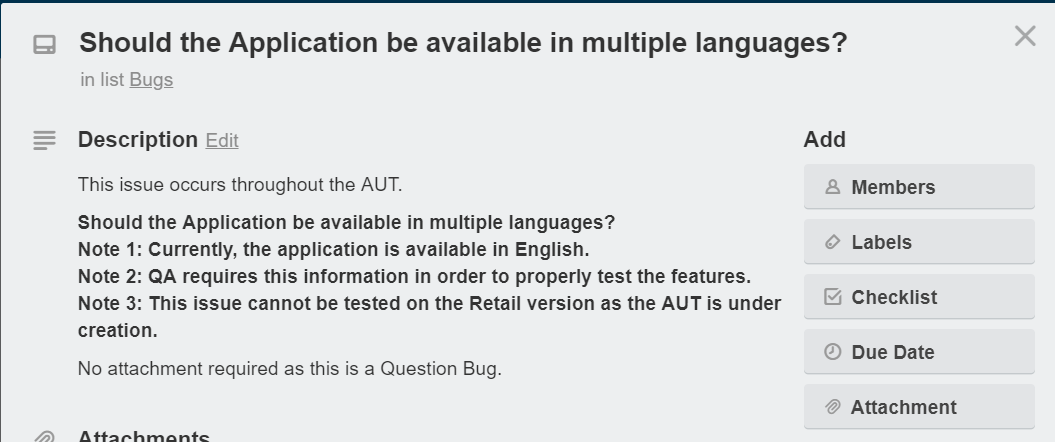 Should the Application be available in multiple languages?
in list Bugs
Description Edit
This issue occurs throughout the AUT.
Should the Application be available in multiple languages?
Note 1: Currently, the application is available in English.
Note 2: QA requires this information in order to properly test the features.
Note 3: This issue cannot be tested on the Retail version as the AUT is under
creation.
No attachment required as this is a Question Bug.
Attachments
Add
Members
Labels
Checklist
Due Date
Attachment